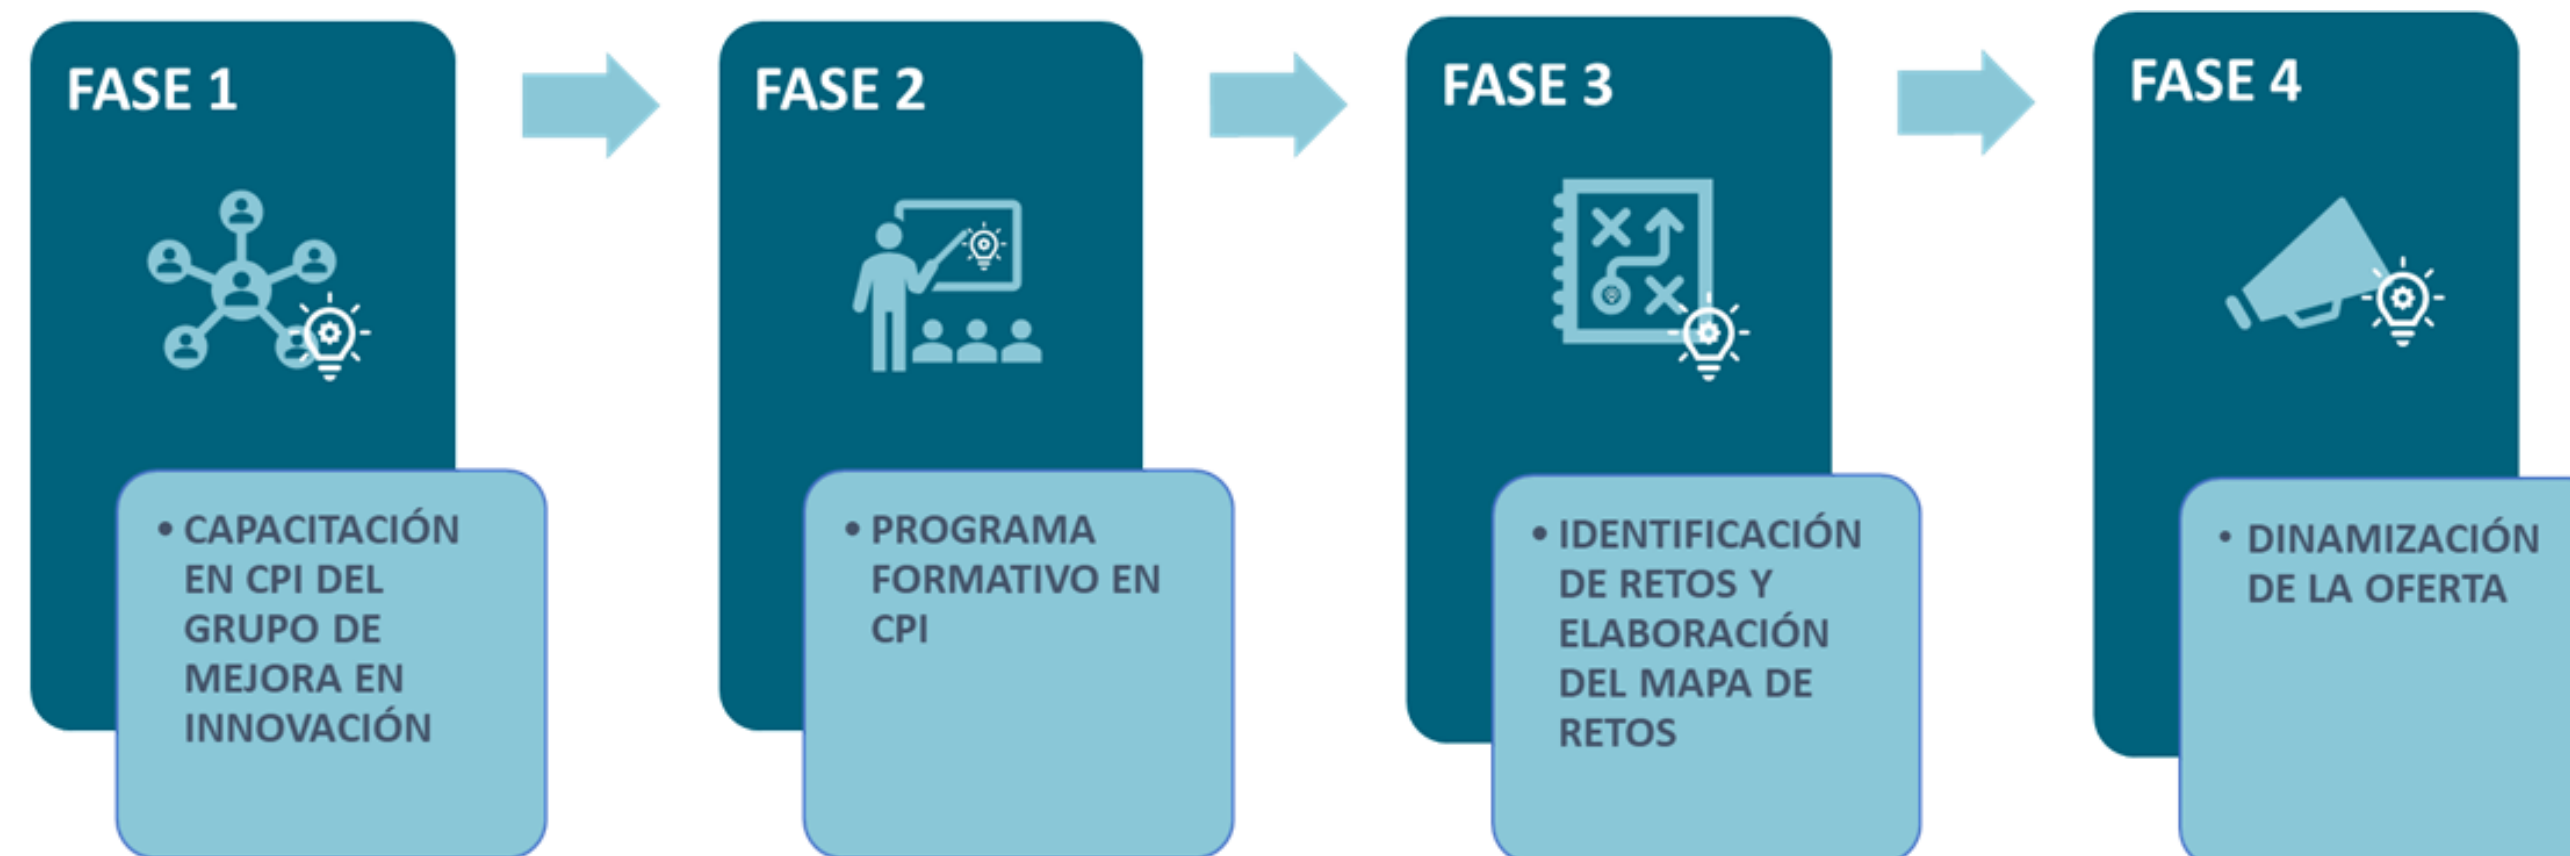 FASE 1
• CAPACITACIÓN
EN CPI DEL
GRUPO DE
MEJORA EN
INNOVACIÓN
FASE 2
• PROGRAMA
FORMATIVO EN
CPI
FASE 3
• IDENTIFICACIÓN
DE RETOS Y
ELABORACIÓN
DEL MAPA DE
RETOS
FASE 4
• DINAMIZACIÓN
DE LA OFERTA